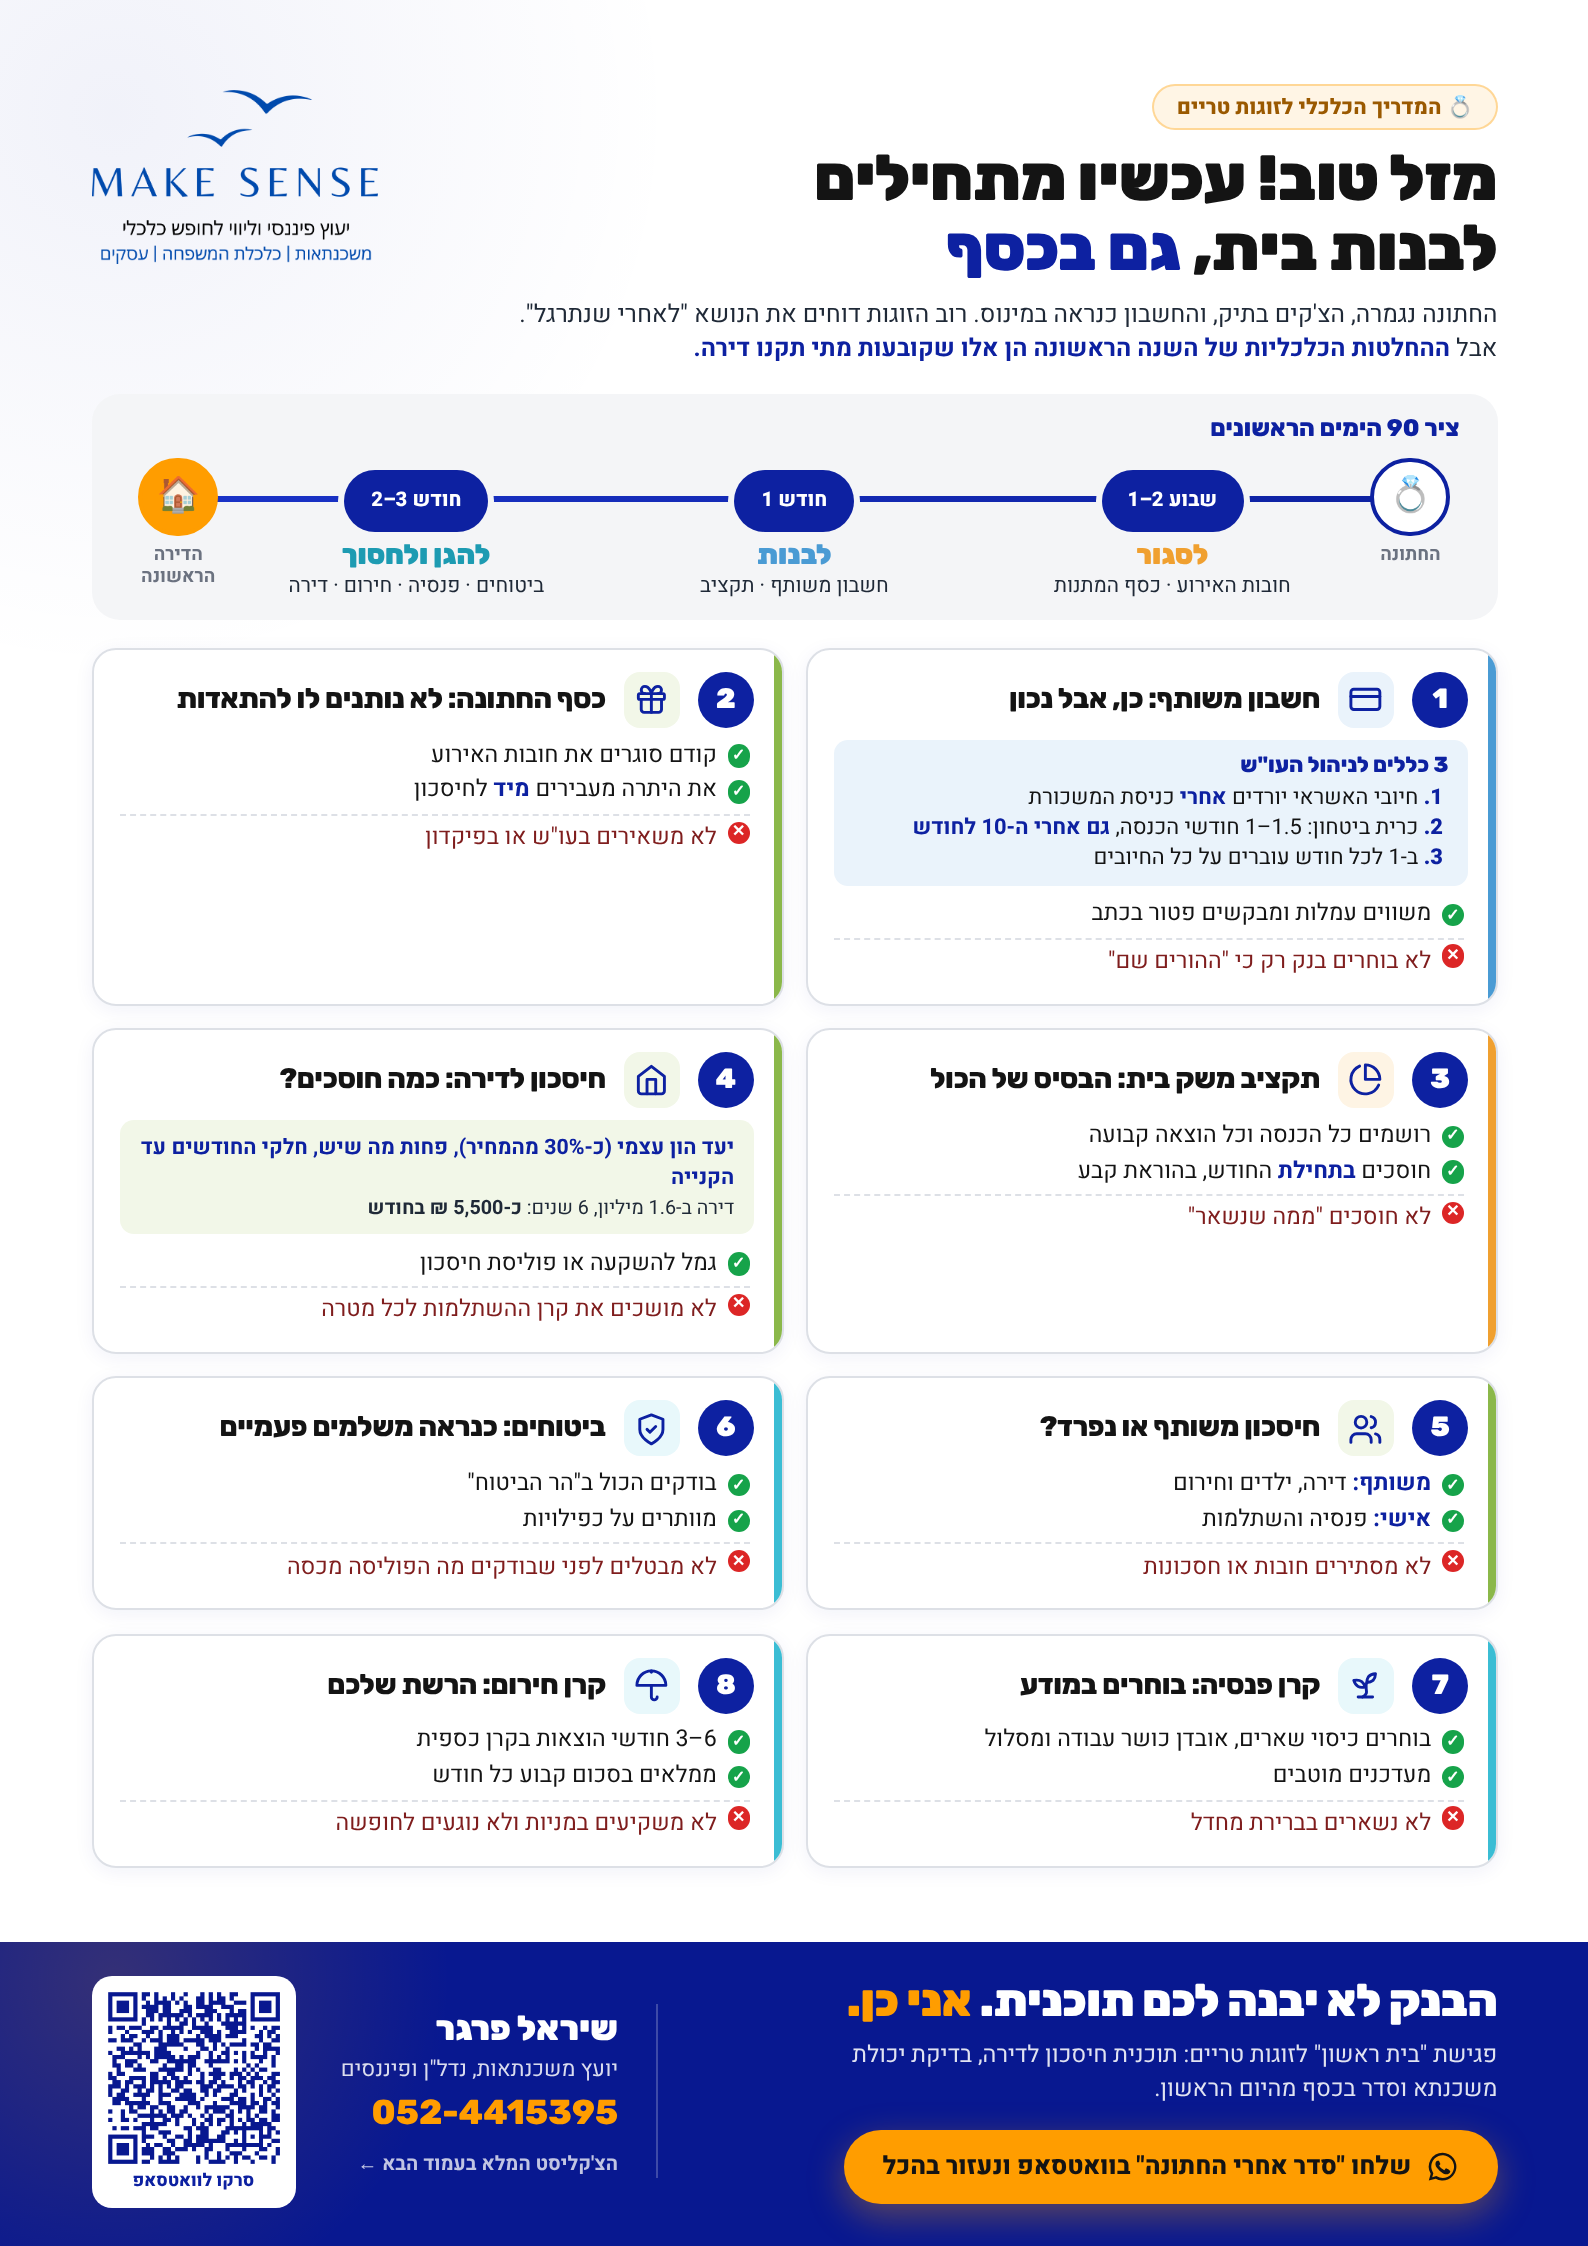 המדריך הכלכלי לזוגות טריים
מזל טוב! עכשיו מתחילים
לבנות בית, גם בכסף
החתונה נגמרה, הצ'קים בתיק, והחשבון כנראה במינוס. רוב הזוגות דוחים את הנושא "לאחרי שנתרגל".
אבל ההחלטות הכלכליות של השנה הראשונה הן אלו שקובעות מתי תקנו דירה.
MAKE SENSE
יעוץ פיננסי וליווי לחופש כלכלי
משכנתאות | כלכלת המשפחה | עסקים
ציר 90 הימים הראשונים
החתונה
שבוע 1–2
לסגור
חובות האירוע · כסף המתנות
חודש 1
לבנות
חשבון משותף · תקציב
חודש 2–3
להגן ולחסוך
ביטוחים · פנסיה · חירום · דירה
הדירה
הראשונה
1 חשבון משותף: כן, אבל נכון
3 כללים לניהול העו"ש
1. חיובי האשראי יורדים אחרי כניסת המשכורת
2. כרית ביטחון: 1–1.5 חודשי הכנסה, גם אחרי ה-10 לחודש
3. ב-1 לכל חודש עוברים על כל החיובים
משווים עמלות ומבקשים פטור בכתב
לא בוחרים בנק רק כי "ההורים שם"
2 כסף החתונה: לא נותנים לו להתאדות
קודם סוגרים את חובות האירוע
את היתרה מעבירים מיד לחיסכון
לא משאירים בעו"ש או בפיקדון
3 תקציב משק בית: הבסיס של הכול
רושמים כל הכנסה וכל הוצאה קבועה
חוסכים בתחילת החודש, בהוראת קבע
לא חוסכים "ממה שנשאר"
4 חיסכון לדירה: כמה חוסכים?
יעד הון עצמי (כ-30% מהמחיר), פחות מה שיש, חלקי החודשים עד
הקנייה
דירה ב-1.6 מיליון, 6 שנים: כ-5,500 ₪ בחודש
גמל להשקעה או פוליסת חיסכון
לא מושכים את קרן ההשתלמות לכל מטרה
5 חיסכון משותף או נפרד?
משותף: דירה, ילדים וחירום
אישי: פנסיה והשתלמות
לא מסתירים חובות או חסכונות
6 ביטוחים: כנראה משלמים פעמיים
בודקים הכול ב"הר הביטוח"
מוותרים על כפילויות
לא מבטלים לפני שבודקים מה הפוליסה מכסה
7 קרן פנסיה: בוחרים במודע
בוחרים כיסוי שארים, אובדן כושר עבודה ומסלול
מעדכנים מוטבים
לא נשארים בברירת מחדל
8 קרן חירום: הרשת שלכם
3–6 חודשי הוצאות בקרן כספית
ממלאים בסכום קבוע כל חודש
לא משקיעים במניות ולא נוגעים לחופשה
הבנק לא יבנה לכם תוכנית. אני כן.
פגישת "בית ראשון" לזוגות טריים: תוכנית חיסכון לדירה, בדיקת יכולת
משכנתא וסדר בכסף מהיום הראשון.
שלחו "סדר אחרי החתונה" בוואטסאפ ונעזור בהכל
שיראל פרגר
יועץ משכנתאות, נדל"ן ופיננסים
052-4415395
הצ'קליסט המלא בעמוד הבא ←
סרקו לוואטסאפ